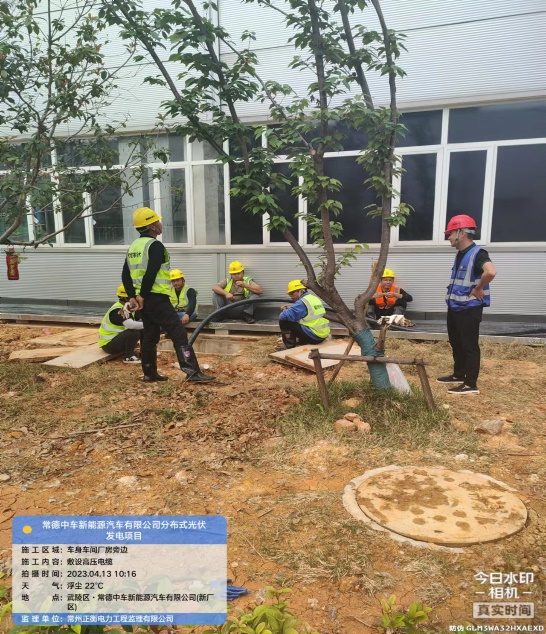 常德中车新能源汽车有限公司分布式光伏
发电项目
施工区域：车身车间厂房旁边
施工内容：敷设高压电缆
拍摄时间：2023.04.13 10:16
天　　气：浮尘 22℃
地　　点：武陵区·常德中车新能源汽车有限公司(新厂
区)
监理单位：常州正衡电力工程监理有限公司
今日水印
-相机-
真实时间
防伪 GLM3WA32HXAEXD